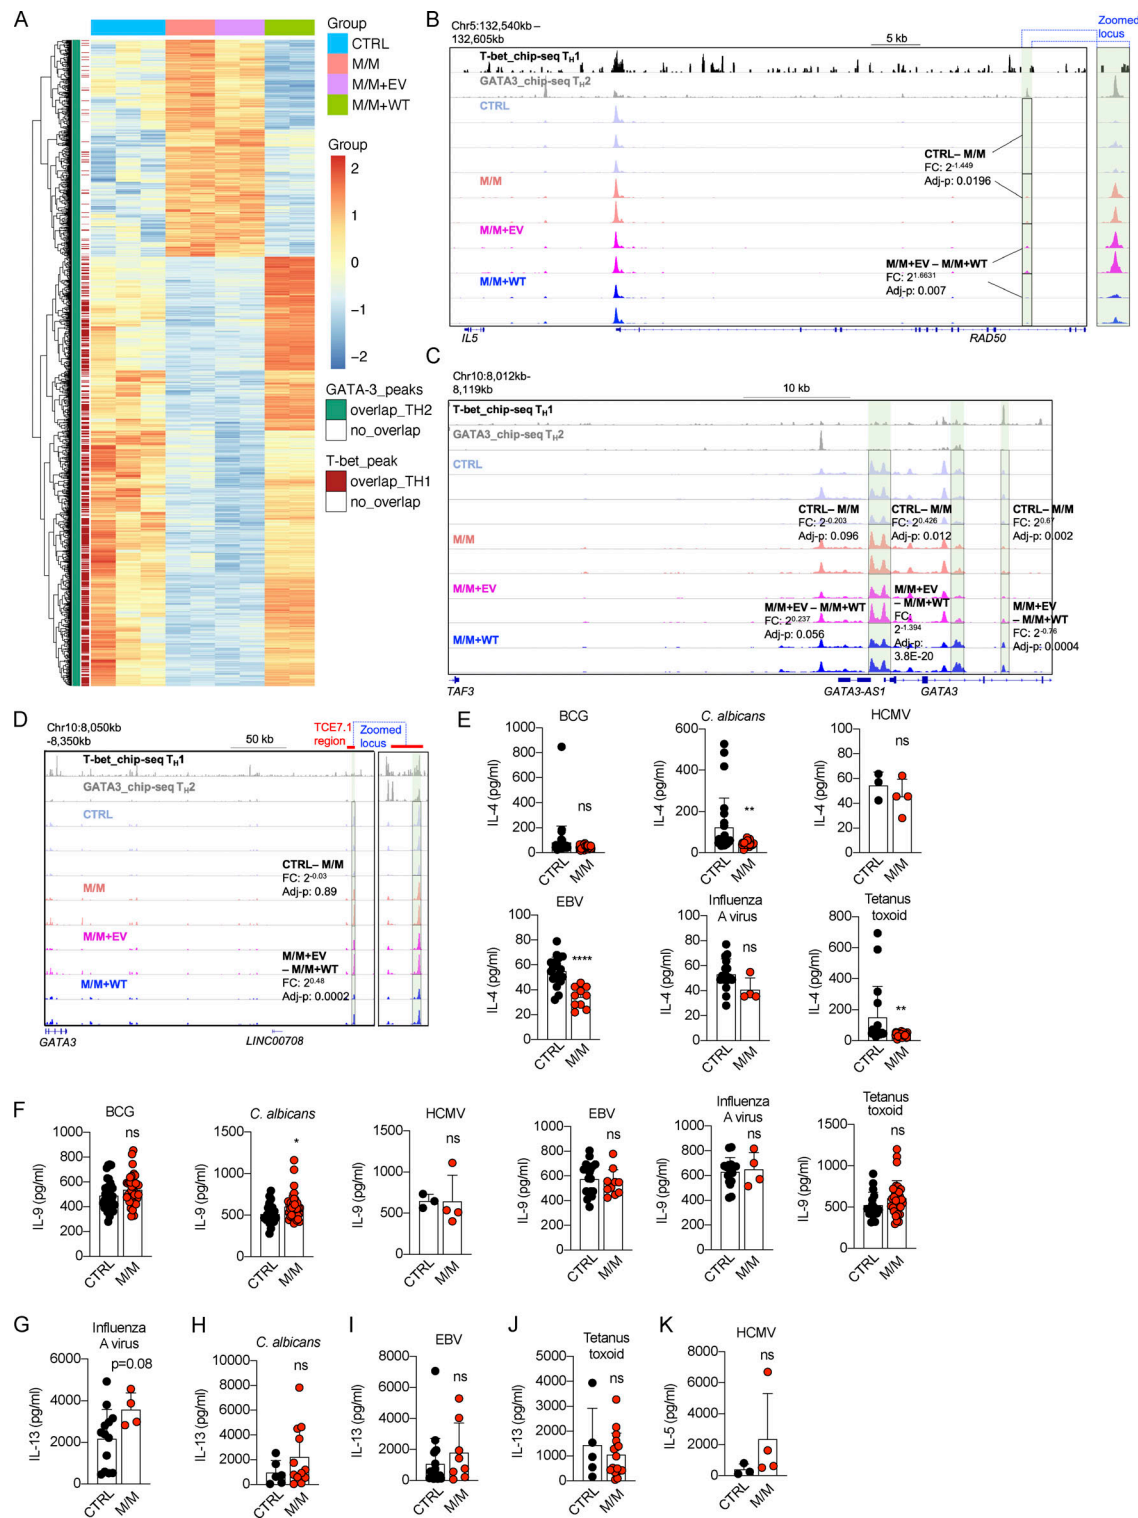 A
Group
CTRL
M/M
M/M+EV
M/M+WT
Group
2
1
0
−1
−2
GATA-3_peaks
overlap_TH2
no_overlap
T-bet_peak
overlap_TH1
no_overlap
B
Chr5:132,540kb –
132,605kb
5 kb
Zoomed
locus
T-bet_chip-seq TH1
GATA3_chip-seq TH2
CTRL
CTRL– M/M
FC: 2-1.449
Adj-p: 0.0196
M/M
M/M+EV
M/M+EV – M/M+WT
FC: 21.6631
Adj-p: 0.007
M/M+WT
IL5
RAD50
C
Chr10:8,012kb-
8,119kb
10 kb
T-bet_chip-seq TH1
GATA3_chip-seq TH2
CTRL
CTRL– M/M
FC: 2-0.203
Adj-p: 0.096
CTRL– M/M
FC: 20.426
Adj-p: 0.012
CTRL– M/M
FC: 20.67
Adj-p: 0.002
M/M
M/M+EV
M/M+EV – M/M+WT
FC: 20.237
Adj-p: 0.056
M/M+EV
– M/M+WT
FC:
2-1.394
Adj-p:
3.8E-20
M/M+EV
– M/M+WT
FC: 2-0.76
Adj-p: 0.0004
M/M+WT
TAF3
GATA3-AS1
GATA3
D
Chr10:8,050kb
-8,350kb
50 kb
TCE7.1
region
Zoomed
locus
T-bet_chip-seq TH1
GATA3_chip-seq TH2
CTRL
CTRL– M/M
FC: 2-0.03
Adj-p: 0.89
M/M
M/M+EV
M/M+EV
– M/M+WT
FC: 20.48
Adj-p: 0.0002
M/M+WT
GATA3
LINC00708
E
BCG
IL-4 (pg/ml)
1000
800
600
400
200
0
ns
CTRL
M/M
C. albicans
IL-4 (pg/ml)
600
400
200
0
**
CTRL
M/M
HCMV
IL-4 (pg/ml)
100
80
60
40
20
0
ns
CTRL
M/M
EBV
IL-4 (pg/ml)
100
80
60
40
20
0
****
CTRL
M/M
Influenza
A virus
IL-4 (pg/ml)
100
80
60
40
20
0
ns
CTRL
M/M
Tetanus
toxoid
IL-4 (pg/ml)
800
600
400
200
0
**
CTRL
M/M
F
BCG
IL-9 (pg/ml)
1000
800
600
400
200
0
ns
CTRL
M/M
C. albicans
IL-9 (pg/ml)
1500
1000
500
0
*
CTRL
M/M
HCMV
IL-9 (pg/ml)
1500
1000
500
0
ns
CTRL
M/M
EBV
IL-9 (pg/ml)
1000
800
600
400
200
0
ns
CTRL
M/M
Influenza
A virus
IL-9 (pg/ml)
1000
800
600
400
200
0
ns
CTRL
M/M
Tetanus
toxoid
IL-9 (pg/ml)
1500
1200
900
600
300
0
ns
CTRL
M/M
G
Influenza
A virus
IL-13 (pg/ml)
6000
4000
2000
0
p=0.08
CTRL
M/M
H
C. albicans
IL-13 (pg/ml)
10000
8000
6000
4000
2000
0
ns
CTRL
M/M
I
EBV
IL-13 (pg/ml)
8000
6000
4000
2000
0
ns
CTRL
M/M
J
Tetanus
toxoid
IL-13 (pg/ml)
5000
4000
3000
2000
1000
0
ns
CTRL
M/M
K
HCMV
IL-5 (pg/ml)
8000
6000
4000
2000
0
ns
CTRL
M/M